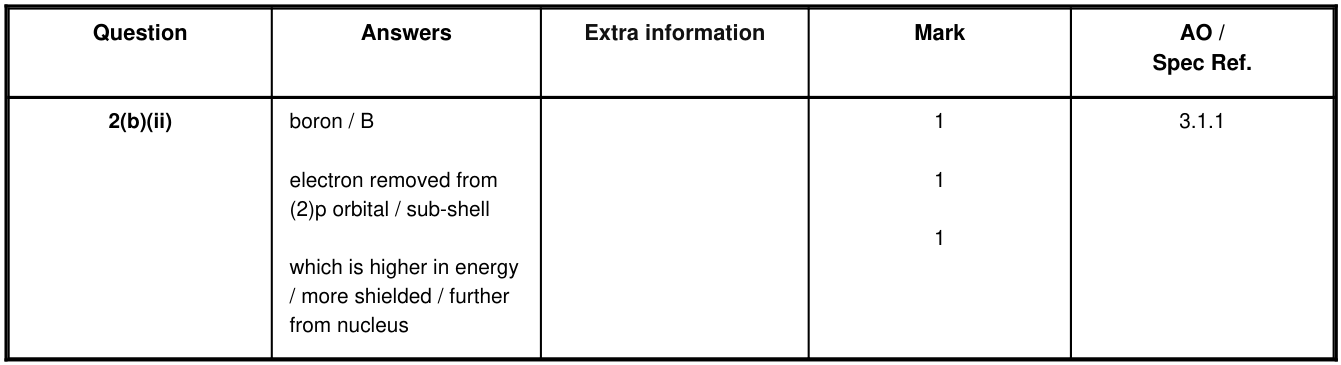 Question Answers Extra information Mark AO /
Spec Ref.
2(b)(ii) boron / B 1 3.1.1
electron removed from 1
(2)p orbital / sub-shell
1
which is higher in energy
/ more shielded / further
from nucleus